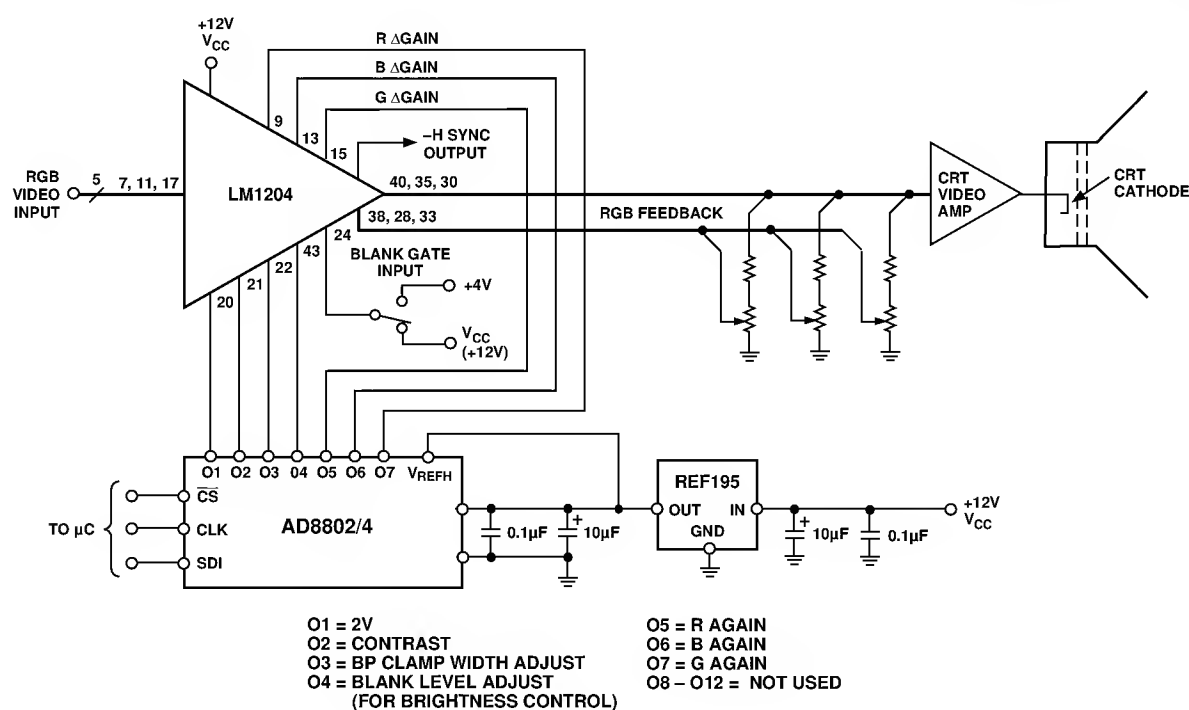 +12V
VCC
R ΔGAIN
B ΔGAIN
G ΔGAIN
9
13
15
–H SYNC
OUTPUT
RGB
VIDEO
INPUT
5
7, 11, 17
LM1204
40, 35, 30
38, 28, 33
RGB FEEDBACK
CRT
VIDEO
AMP
CRT
CATHODE
24
43
22
21
20
BLANK GATE
INPUT
+4V
VCC
(+12V)
O1 O2 O3 04 O5 O6 O7 VREFH
TO µC
CS
CLK
SDI
AD8802/4
0.1µF
10µF
REF195
OUT
IN
GND
10µF
0.1µF
+12V
VCC
O1 = 2V
O2 = CONTRAST
O3 = BP CLAMP WIDTH ADJUST
O4 = BLANK LEVEL ADJUST
(FOR BRIGHTNESS CONTROL)
O5 = R AGAIN
O6 = B AGAIN
O7 = G AGAIN
O8 – O12 = NOT USED